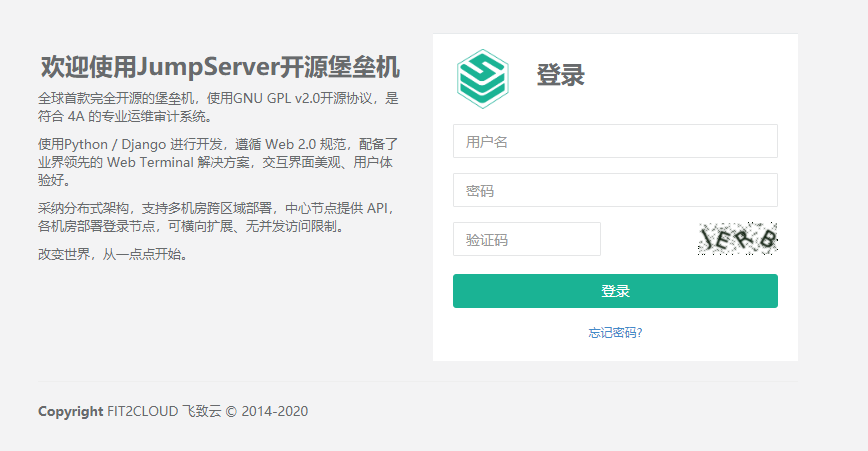 欢迎使用JumpServer开源堡垒机
全球首款完全开源的堡垒机，使用GNU GPL v2.0开源协议，是
符合 4A 的专业运维审计系统。
使用Python / Django 进行开发，遵循 Web 2.0 规范，配备了
业界领先的 Web Terminal 解决方案，交互界面美观、用户体
验好。
采纳分布式架构，支持多机房跨区域部署，中心节点提供 API，
各机房部署登录节点，可横向扩展、无并发访问限制。
改变世界，从一点点开始。
登录
用户名
密码
验证码
JERB
登录
忘记密码?
Copyright FIT2CLOUD 飞致云 © 2014-2020